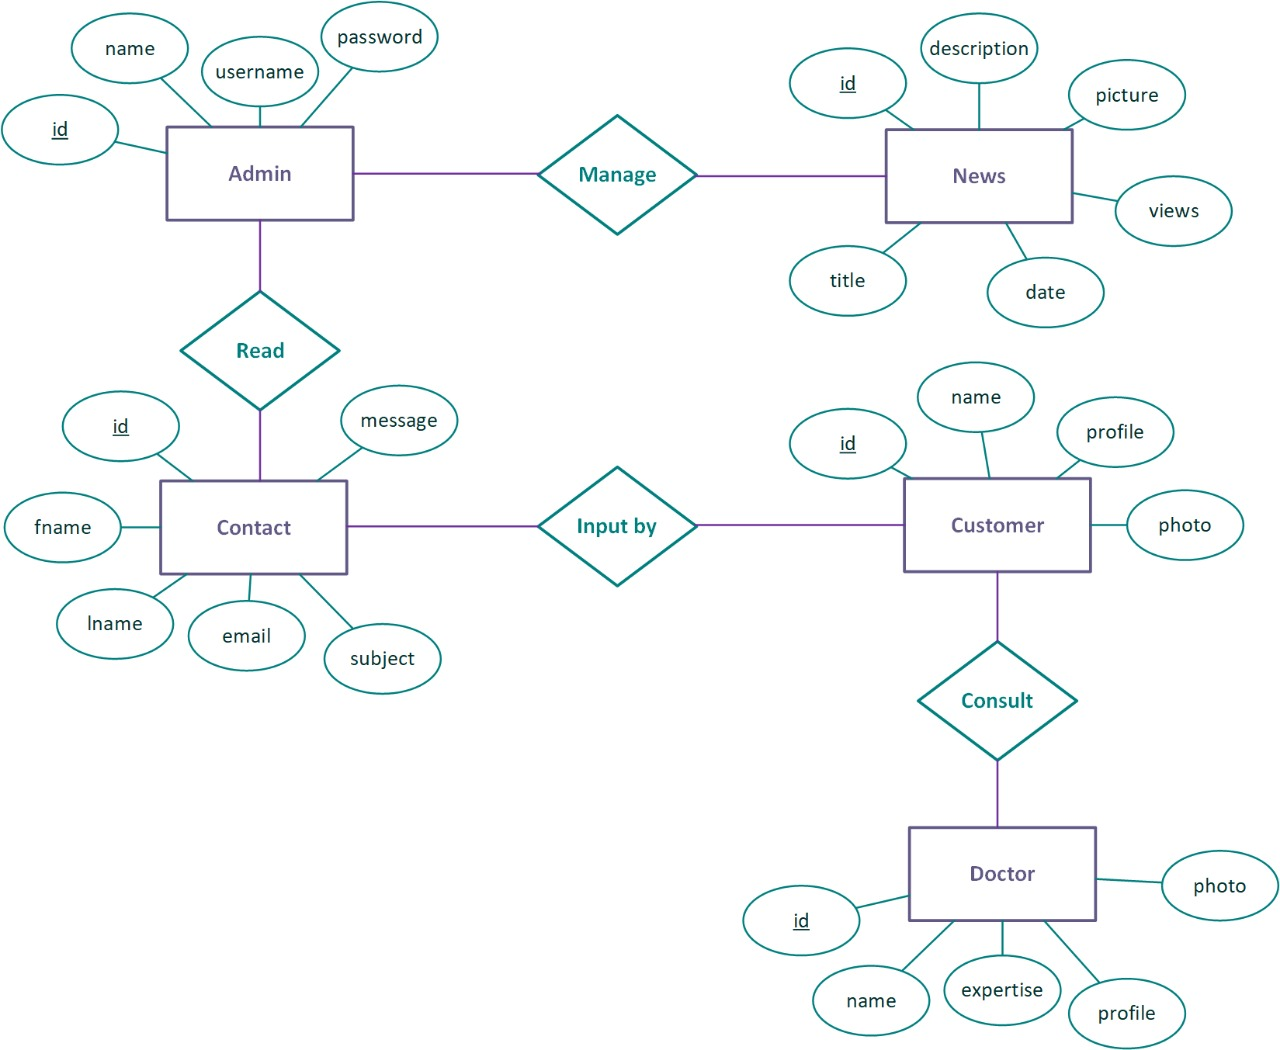 password
name
description
username
id
picture
id
Admin
Manage
News
views
title
date
Read
name
message
id
profile
id
fname
Contact
Input by
Customer
photo
lname
email
subject
Consult
Doctor
photo
id
name
expertise
profile